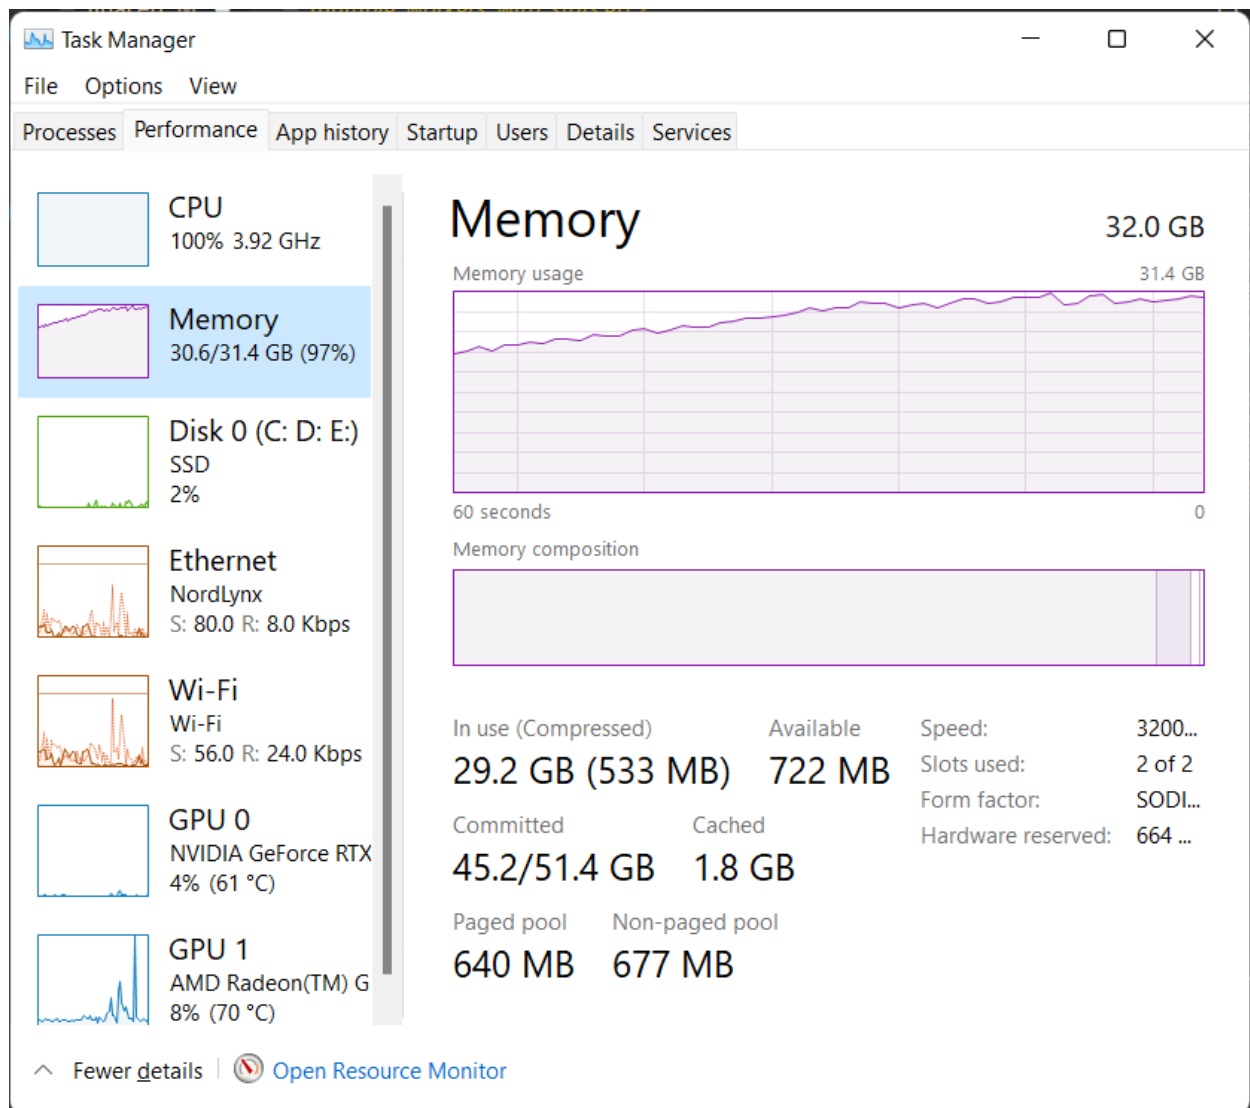 Task Manager
File Options View
Processes Performance App history Startup Users Details Services
CPU
100% 3.92 GHz
Memory
30.6/31.4 GB (97%)
Disk 0 (C: D: E:)
SSD
2%
Ethernet
NordLynx
S: 80.0 R: 8.0 Kbps
Wi-Fi
Wi-Fi
S: 56.0 R: 24.0 Kbps
GPU 0
NVIDIA GeForce RTX
4% (61 °C)
GPU 1
AMD Radeon(TM) G
8% (70 °C)
Memory 32.0 GB
Memory usage 31.4 GB
60 seconds 0
Memory composition
In use (Compressed) Available
29.2 GB (533 MB) 722 MB
Committed Cached
45.2/51.4 GB 1.8 GB
Paged pool Non-paged pool
640 MB 677 MB
Speed: 3200...
Slots used: 2 of 2
Form factor: SODI...
Hardware reserved: 664 ...
Fewer details Open Resource Monitor